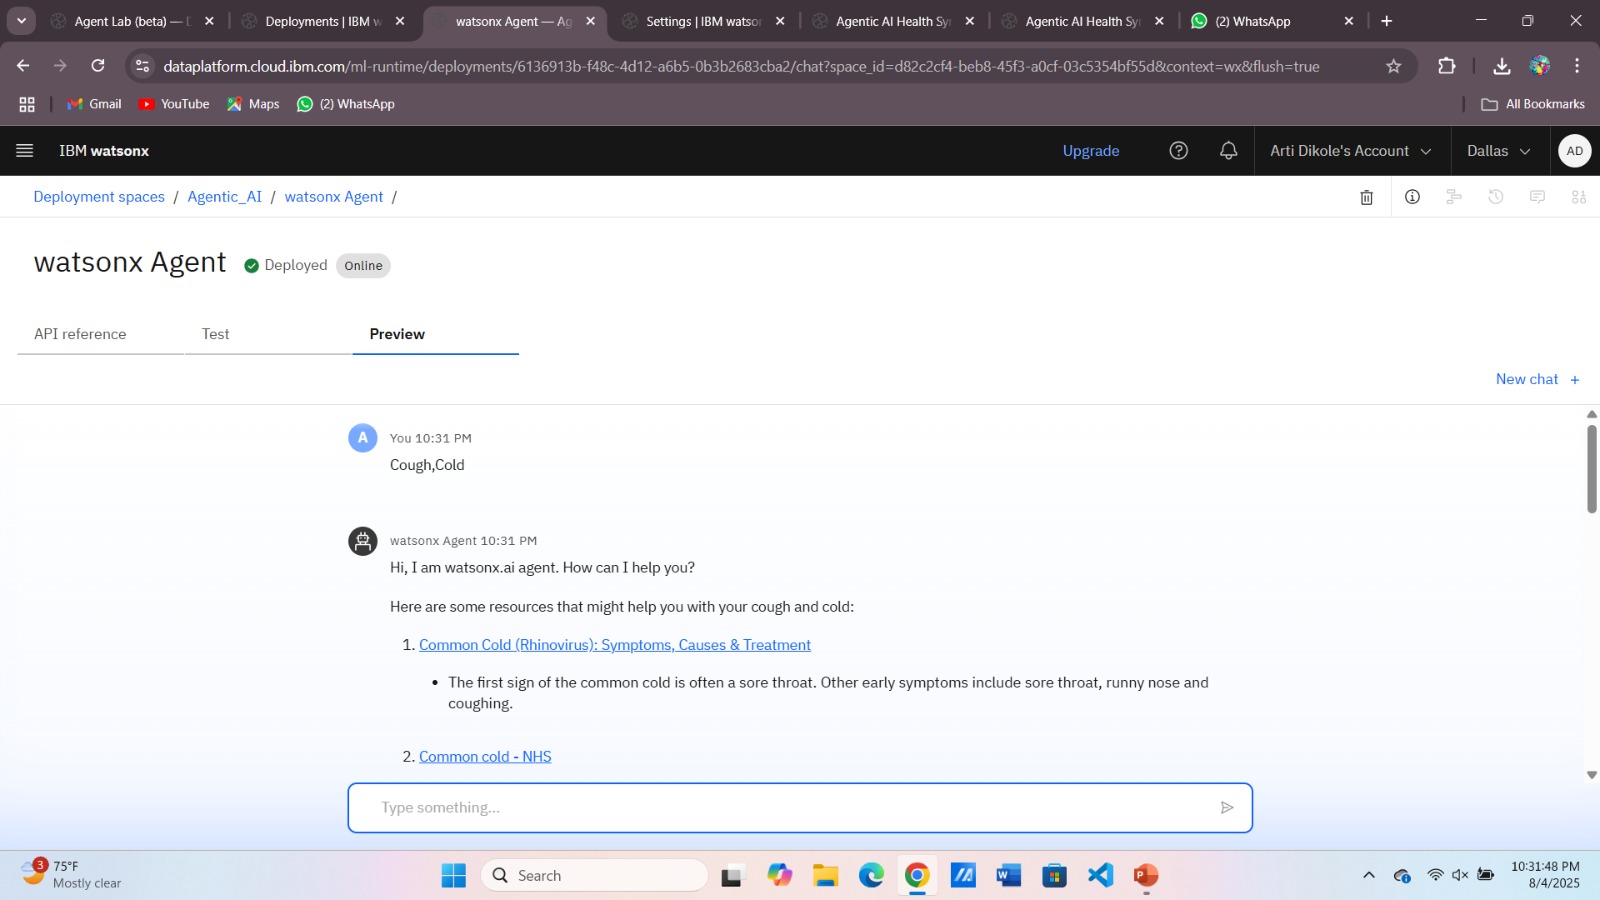 Agent Lab (beta) — D
Deployments | IBM w
watsonx Agent — Ag
Settings | IBM watson
Agentic AI Health Sy
Agentic AI Health Sy
(2) WhatsApp
dataplatform.cloud.ibm.com/ml-runtime/deployments/6136913b-f48c-4d12-a6b5-0b3b2683cba2/chat?space_id=d82c2cf4-beb8-45f3-a0cf-03c5354bf55d&context=wx&flush=true
Gmail
YouTube
Maps
(2) WhatsApp
All Bookmarks
IBM watsonx
Upgrade
Arti Dikole's Account
Dallas
AD
Deployment spaces / Agentic_AI / watsonx Agent /
watsonx Agent
Deployed
Online
API reference
Test
Preview
New chat +
A
You 10:31 PM
Cough,Cold
watsonx Agent 10:31 PM
Hi, I am watsonx.ai agent. How can I help you?
Here are some resources that might help you with your cough and cold:
1. Common Cold (Rhinovirus): Symptoms, Causes & Treatment
• The first sign of the common cold is often a sore throat. Other early symptoms include sore throat, runny nose and
coughing.
2. Common cold - NHS
Type something...
3
75°F
Mostly clear
Search
10:31:48 PM
8/4/2025